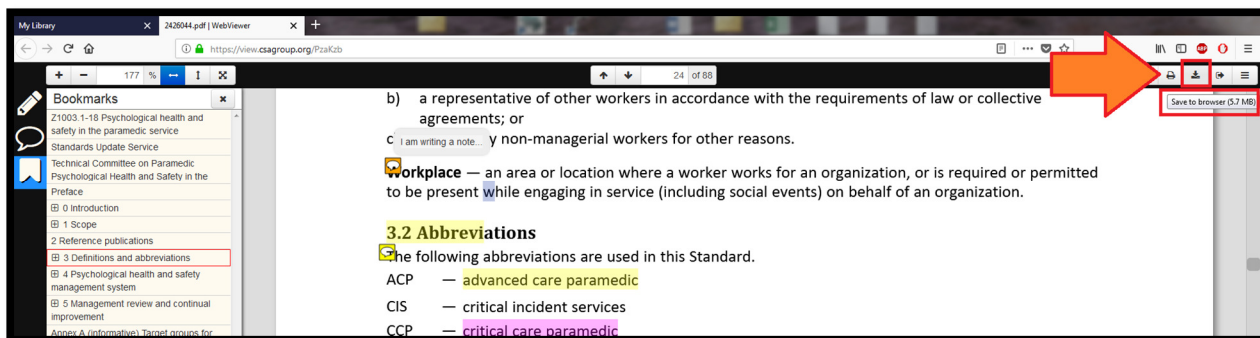 My Library
2426044.pdf | WebViewer
https://view.csagroup.org/PzaKzb
177 %
24 of 88
Save to browser (5.7 MB)
Bookmarks
Z1003.1-18 Psychological health and
safety in the paramedic service
Standards Update Service
Technical Committee on Paramedic
Psychological Health and Safety in the
Preface
0 Introduction
1 Scope
2 Reference publications
3 Definitions and abbreviations
4 Psychological health and safety
management system
5 Management review and continual
improvement
Annex A (informative) Target groups for
b) a representative of other workers in accordance with the requirements of law or collective
agreements; or
c y non-managerial workers for other reasons.
I am writing a note...
Workplace — an area or location where a worker works for an organization, or is required or permitted
to be present while engaging in service (including social events) on behalf of an organization.
3.2 Abbreviations
The following abbreviations are used in this Standard.
ACP — advanced care paramedic
CIS — critical incident services
CCP — critical care paramedic